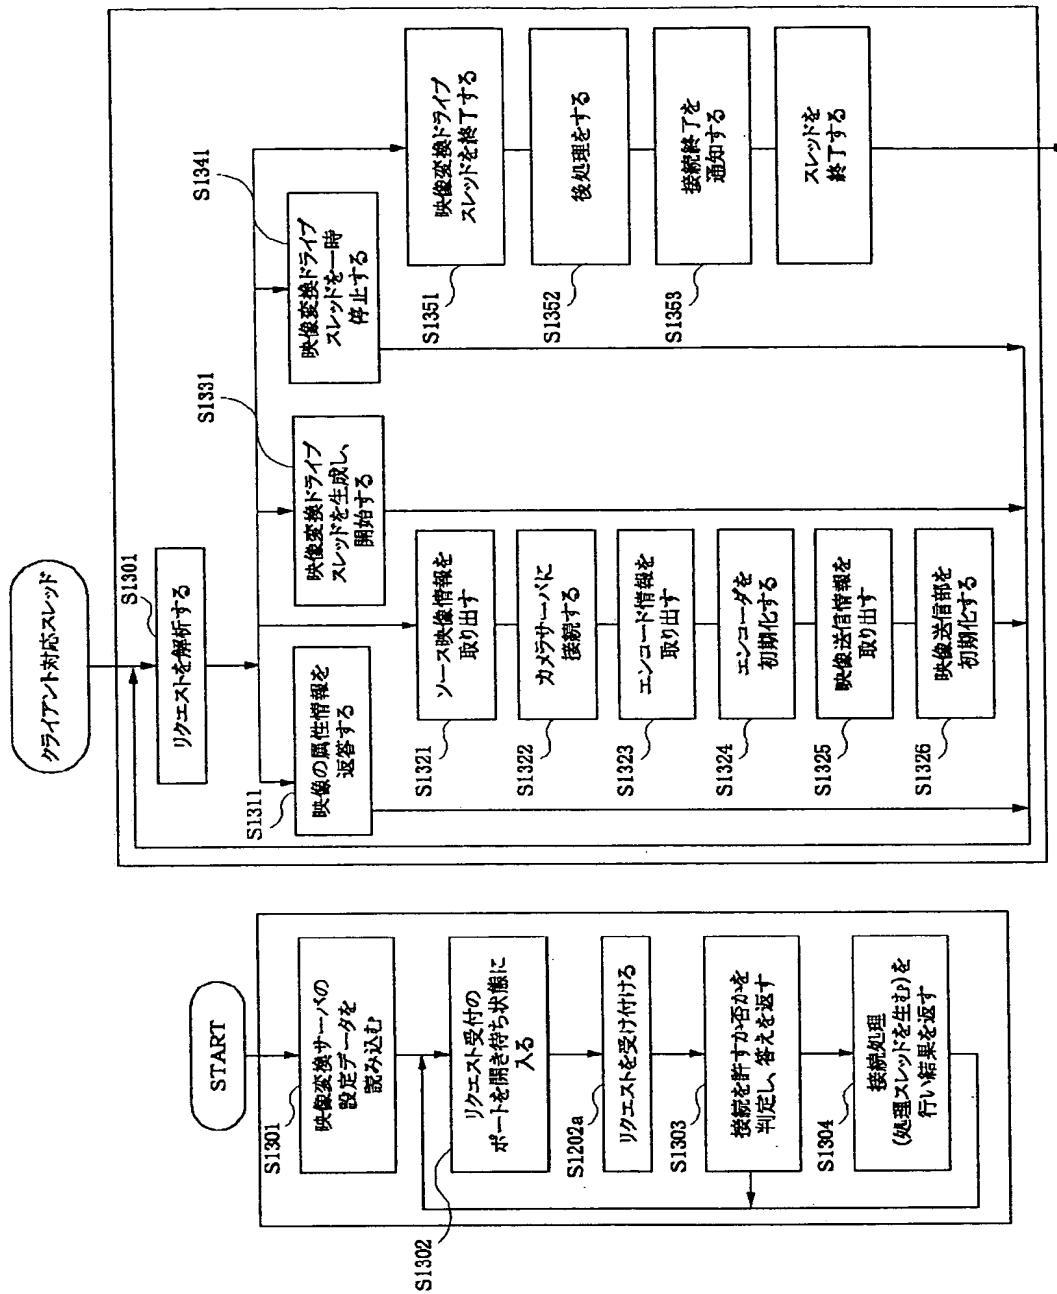 START
S1301
映像変換サーバの
設定データを
読み込む
S1302
リクエスト受付の
ポートを開き待ち状態に
入る
S1202a
リクエストを受け付ける
S1303
接続を許すか否かを
判定し、答えを返す
S1304
接続処理
(処理スレッドを生む)を
行い結果を返す
クライアント対応スレッド
S1301
リクエストを解析する
S1311
映像の属性情報を
返答する
S1321
ソース映像情報を
取り出す
S1322
カメラサーバに
接続する
S1323
エンコード情報を
取り出す
S1324
エンコーダを
初期化する
S1325
映像送信情報を
取り出す
S1326
映像送信部を
初期化する
S1331
映像変換ドライブ
スレッドを生成し、
開始する
S1341
映像変換ドライブ
スレッドを一時
停止する
S1351
映像変換ドライブ
スレッドを終了する
S1352
後処理をする
S1353
接続終了を
通知する
スレッドを
終了する